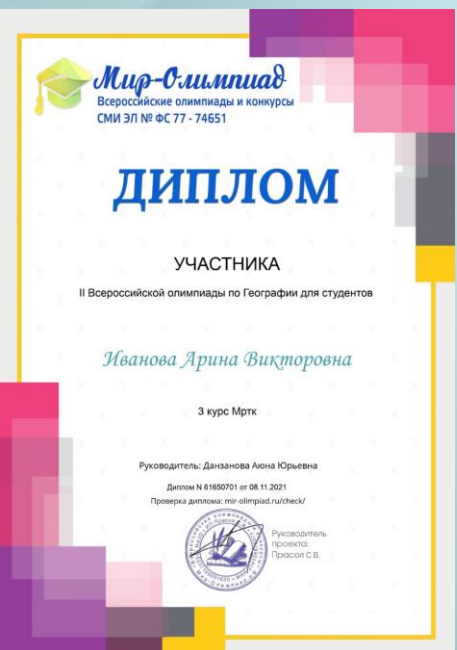 Мир-Олимпиад
Всероссийские олимпиады и конкурсы
СМИ ЭЛ № ФС 77 - 74651
ДИПЛОМ
УЧАСТНИКА
II Всероссийской олимпиады по Географии для студентов
Иванова Арина Викторовна
3 курс Мртк
Руководитель: Данзанова Аюна Юрьевна
Диплом N 61650701 от 08.11.2021
Проверка диплома: mir-olimpiad.ru/check/
Руководитель
проекта:
Прасол С.В.